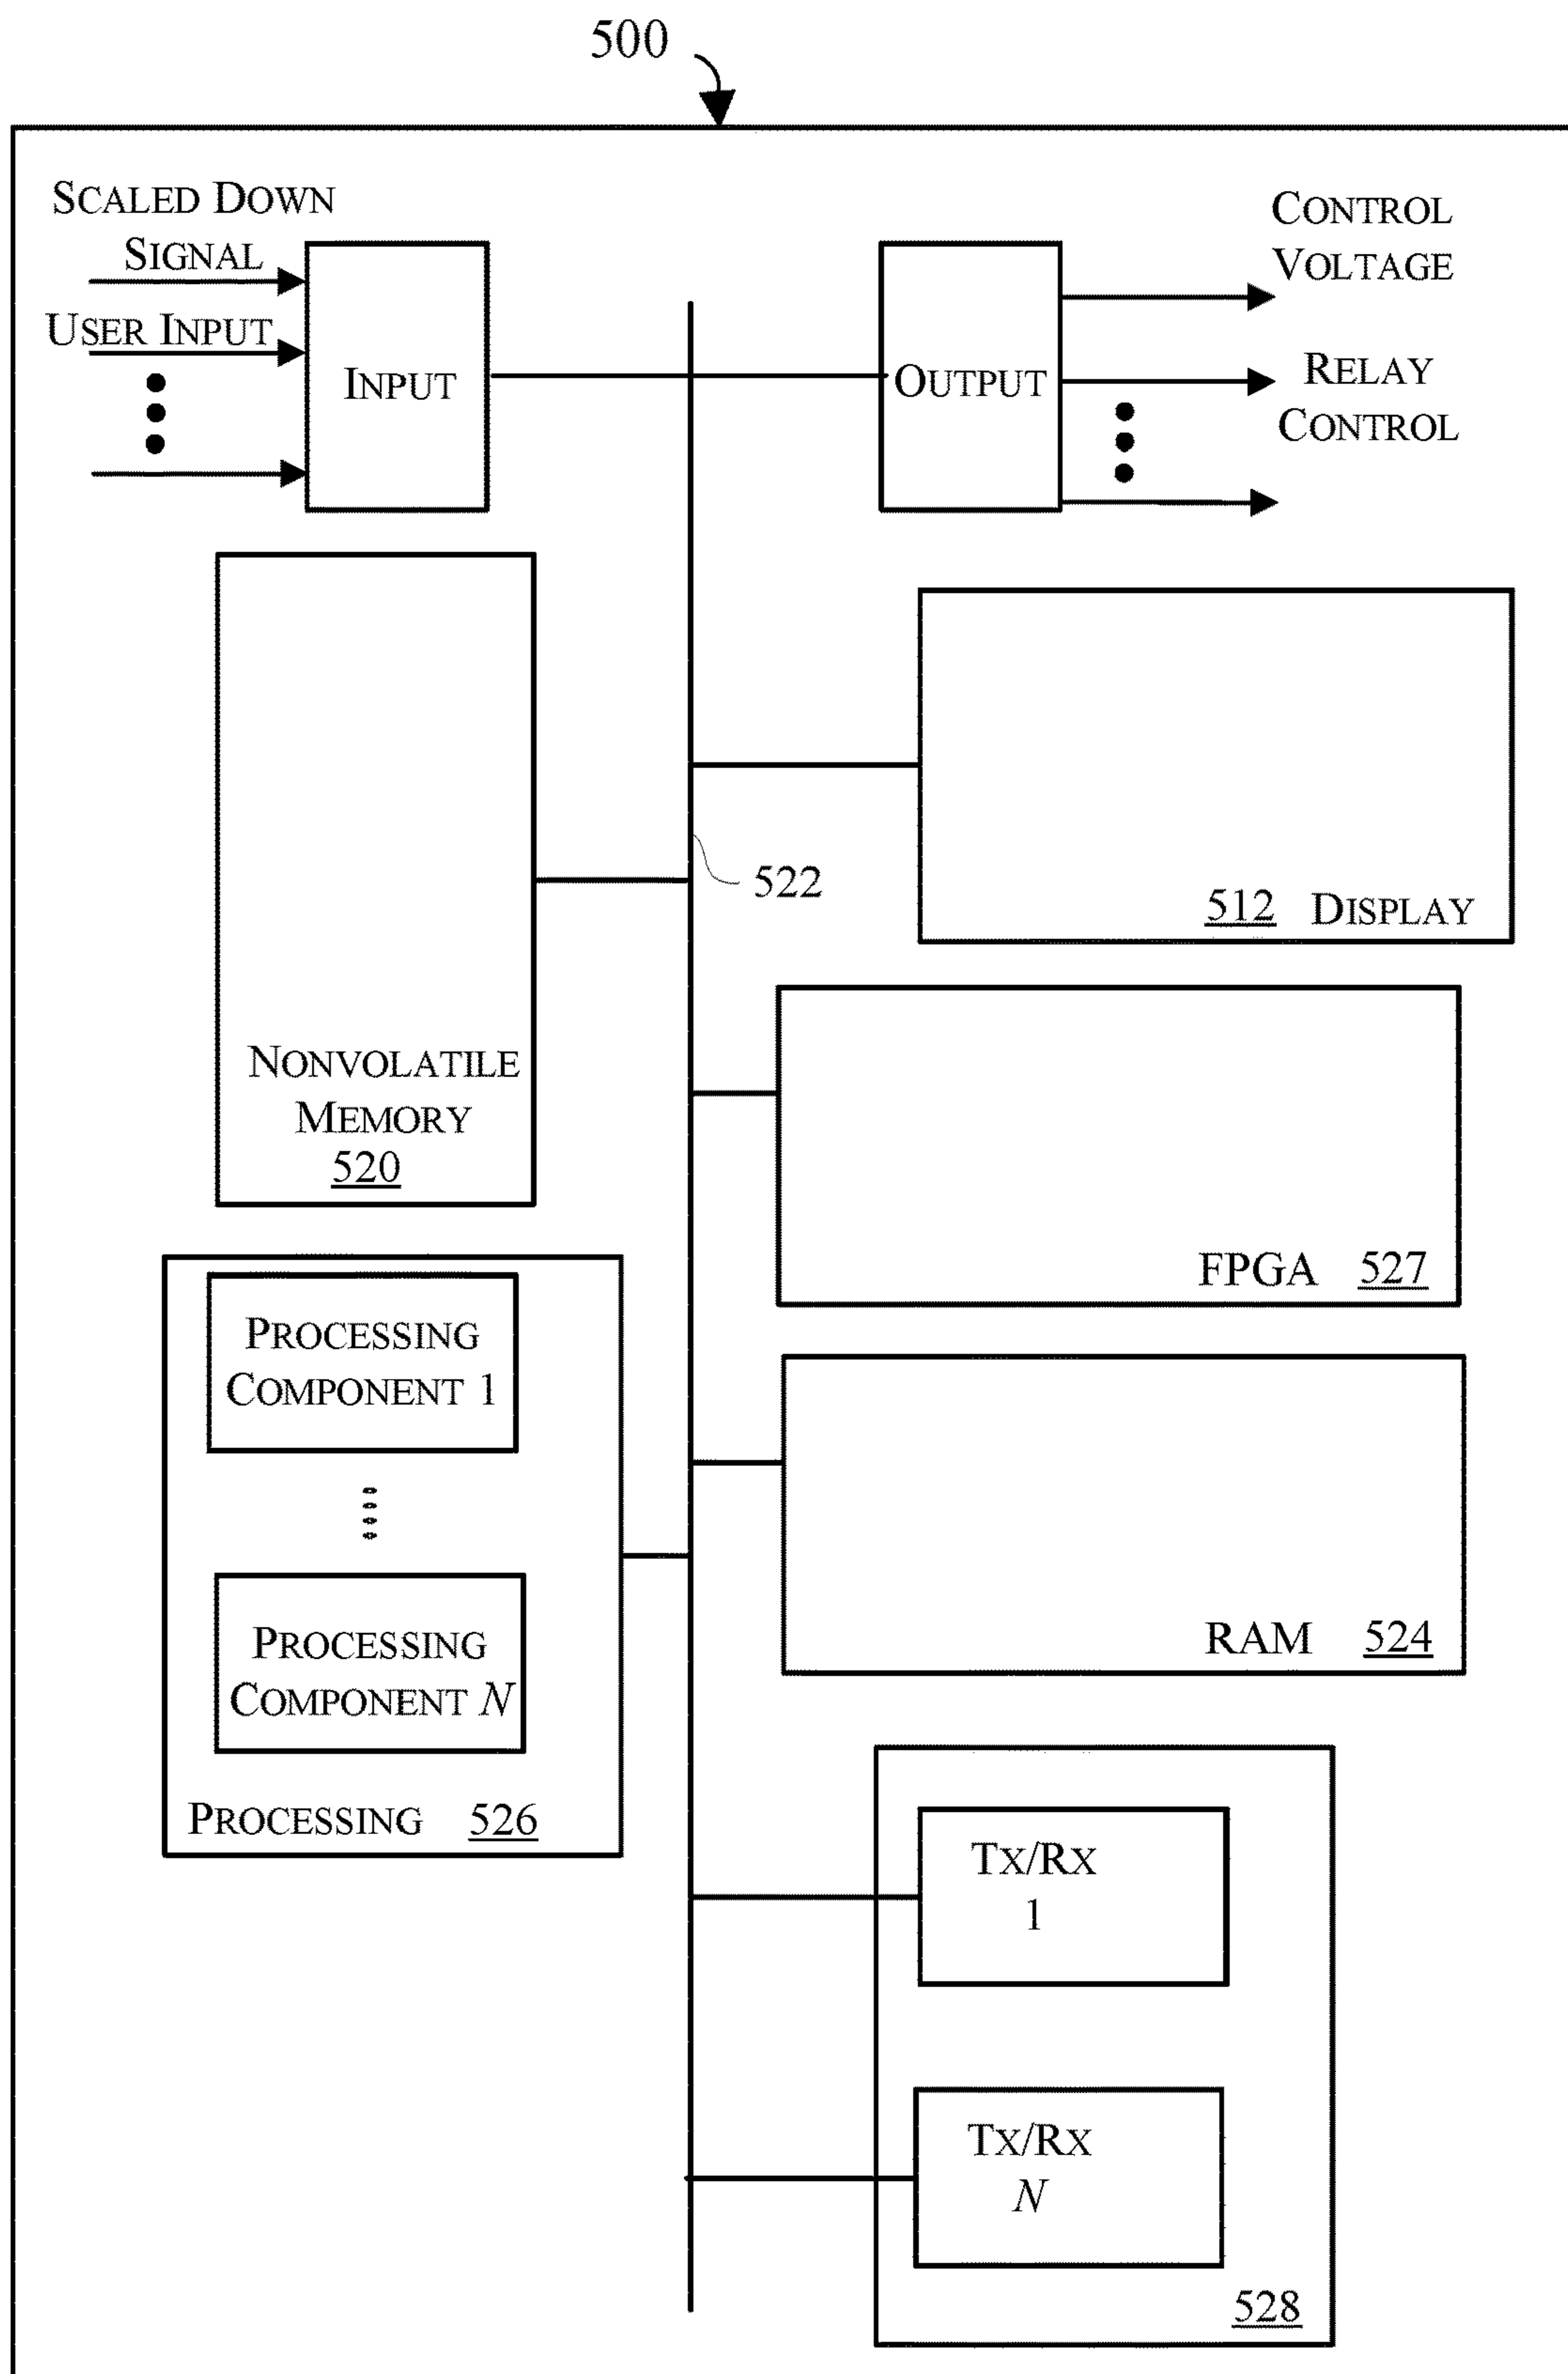 500
SCALED DOWN
SIGNAL
USER INPUT
INPUT
OUTPUT
CONTROL
VOLTAGE
RELAY
CONTROL
522
512 DISPLAY
NONVOLATILE
MEMORY
520
FPGA 527
PROCESSING
COMPONENT 1
PROCESSING
COMPONENT N
PROCESSING 526
RAM 524
TX/RX
1
TX/RX
N
528